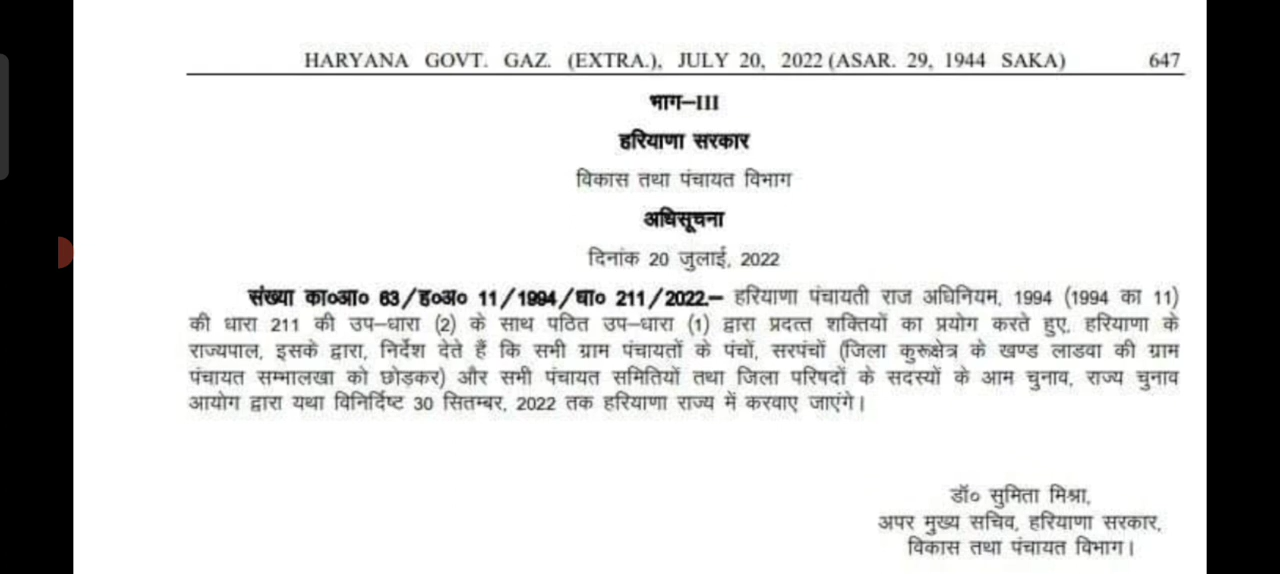 HARYANA GOVT. GAZ. (EXTRA.), JULY 20, 2022 (ASAR. 29, 1944 SAKA) 647
भाग–III
हरियाणा सरकार
विकास तथा पंचायत विभाग
अधिसूचना
दिनांक 20 जुलाई, 2022
संख्या का०आ० 63/ह०अ० 11/1994/धा० 211/2022.– हरियाणा पंचायती राज अधिनियम, 1994 (1994 का 11)
की धारा 211 की उप–धारा (2) के साथ पठित उप–धारा (1) द्वारा प्रदत्त शक्तियों का प्रयोग करते हुए, हरियाणा के
राज्यपाल, इसके द्वारा, निर्देश देते हैं कि सभी ग्राम पंचायतों के पंचों, सरपंचों (जिला कुरूक्षेत्र के खण्ड लाडवा की ग्राम
पंचायत सम्भालखा को छोड़कर) और सभी पंचायत समितियों तथा जिला परिषदों के सदस्यों के आम चुनाव, राज्य चुनाव
आयोग द्वारा यथा विनिर्दिष्ट 30 सितम्बर, 2022 तक हरियाणा राज्य में करवाए जाएंगे।
डॉ० सुमिता मिश्रा,
अपर मुख्य सचिव, हरियाणा सरकार,
विकास तथा पंचायत विभाग।